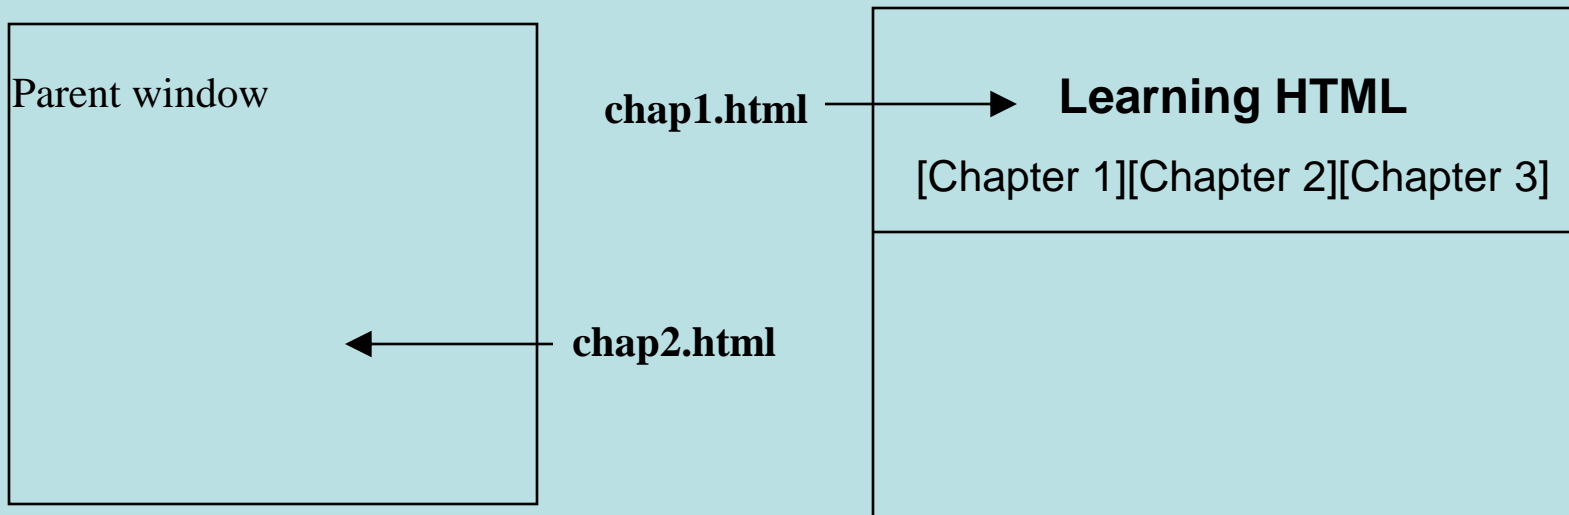 Parent window
chap1.html
Learning HTML
[Chapter 1][Chapter 2][Chapter 3]
chap2.html